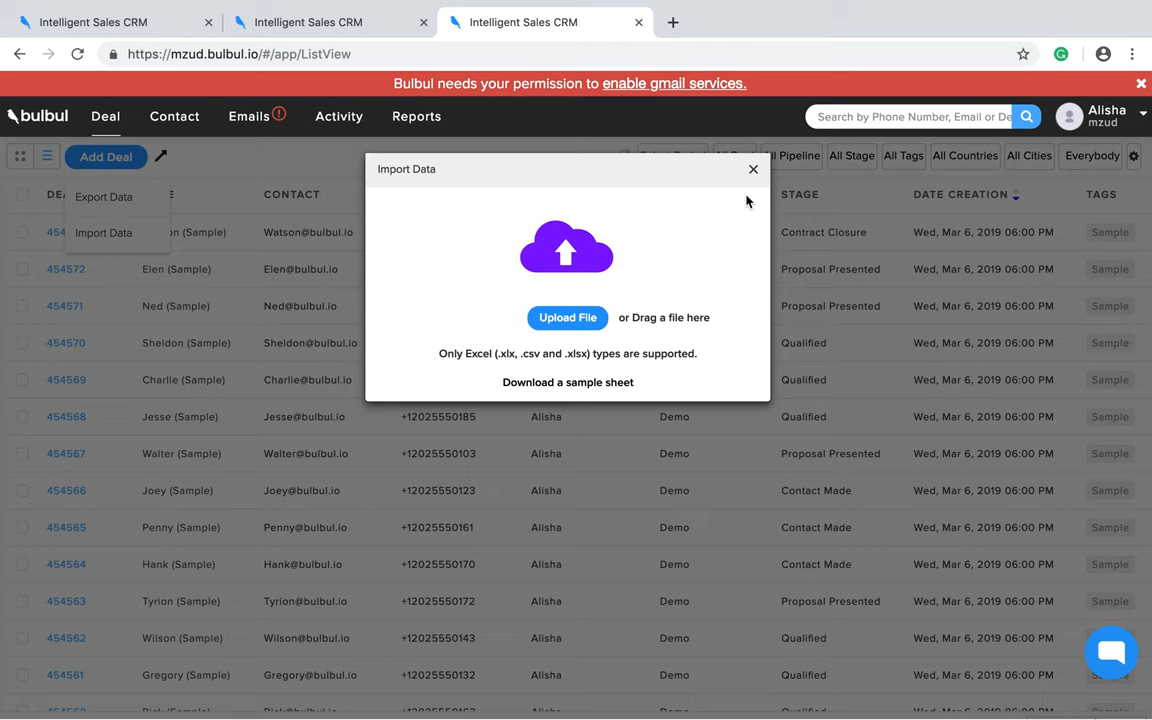 Intelligent Sales CRM
Intelligent Sales CRM
Intelligent Sales CRM
https://mzud.bulbul.io/#/app/ListView
Bulbul needs your permission to enable gmail services.
bulbul Deal Contact Emails Activity Reports
Search by Phone Number, Email or De
Alisha
mzud
Add Deal
All Pipeline All Stage All Tags All Countries All Cities Everybody
CONTACT STAGE DATE CREATION TAGS
Export Data
Import Data
Import Data
Upload File or Drag a file here
Only Excel (.xlx, .csv and .xlsx) types are supported.
Download a sample sheet
(Sample) Watson@bulbul.io Contract Closure Wed, Mar 6, 2019 06:00 PM Sample
454572 Elen (Sample) Elen@bulbul.io Proposal Presented Wed, Mar 6, 2019 06:00 PM Sample
454571 Ned (Sample) Ned@bulbul.io Proposal Presented Wed, Mar 6, 2019 06:00 PM Sample
454570 Sheldon (Sample) Sheldon@bulbul.io Qualified Wed, Mar 6, 2019 06:00 PM Sample
454569 Charlie (Sample) Charlie@bulbul.io Qualified Wed, Mar 6, 2019 06:00 PM Sample
454568 Jesse (Sample) Jesse@bulbul.io +12025550185 Alisha Demo Qualified Wed, Mar 6, 2019 06:00 PM Sample
454567 Walter (Sample) Walter@bulbul.io +12025550103 Alisha Demo Proposal Presented Wed, Mar 6, 2019 06:00 PM Sample
454566 Joey (Sample) Joey@bulbul.io +12025550123 Alisha Demo Contact Made Wed, Mar 6, 2019 06:00 PM Sample
454565 Penny (Sample) Penny@bulbul.io +12025550161 Alisha Demo Contact Made Wed, Mar 6, 2019 06:00 PM Sample
454564 Hank (Sample) Hank@bulbul.io +12025550170 Alisha Demo Contact Made Wed, Mar 6, 2019 06:00 PM Sample
454563 Tyrion (Sample) Tyrion@bulbul.io +12025550172 Alisha Demo Proposal Presented Wed, Mar 6, 2019 06:00 PM Sample
454562 Wilson (Sample) Wilson@bulbul.io +12025550143 Alisha Demo Qualified Wed, Mar 6, 2019 06:00 PM Sample
454561 Gregory (Sample) Gregory@bulbul.io +12025550132 Alisha Demo Qualified Wed, Mar 6, 2019 06:00 PM